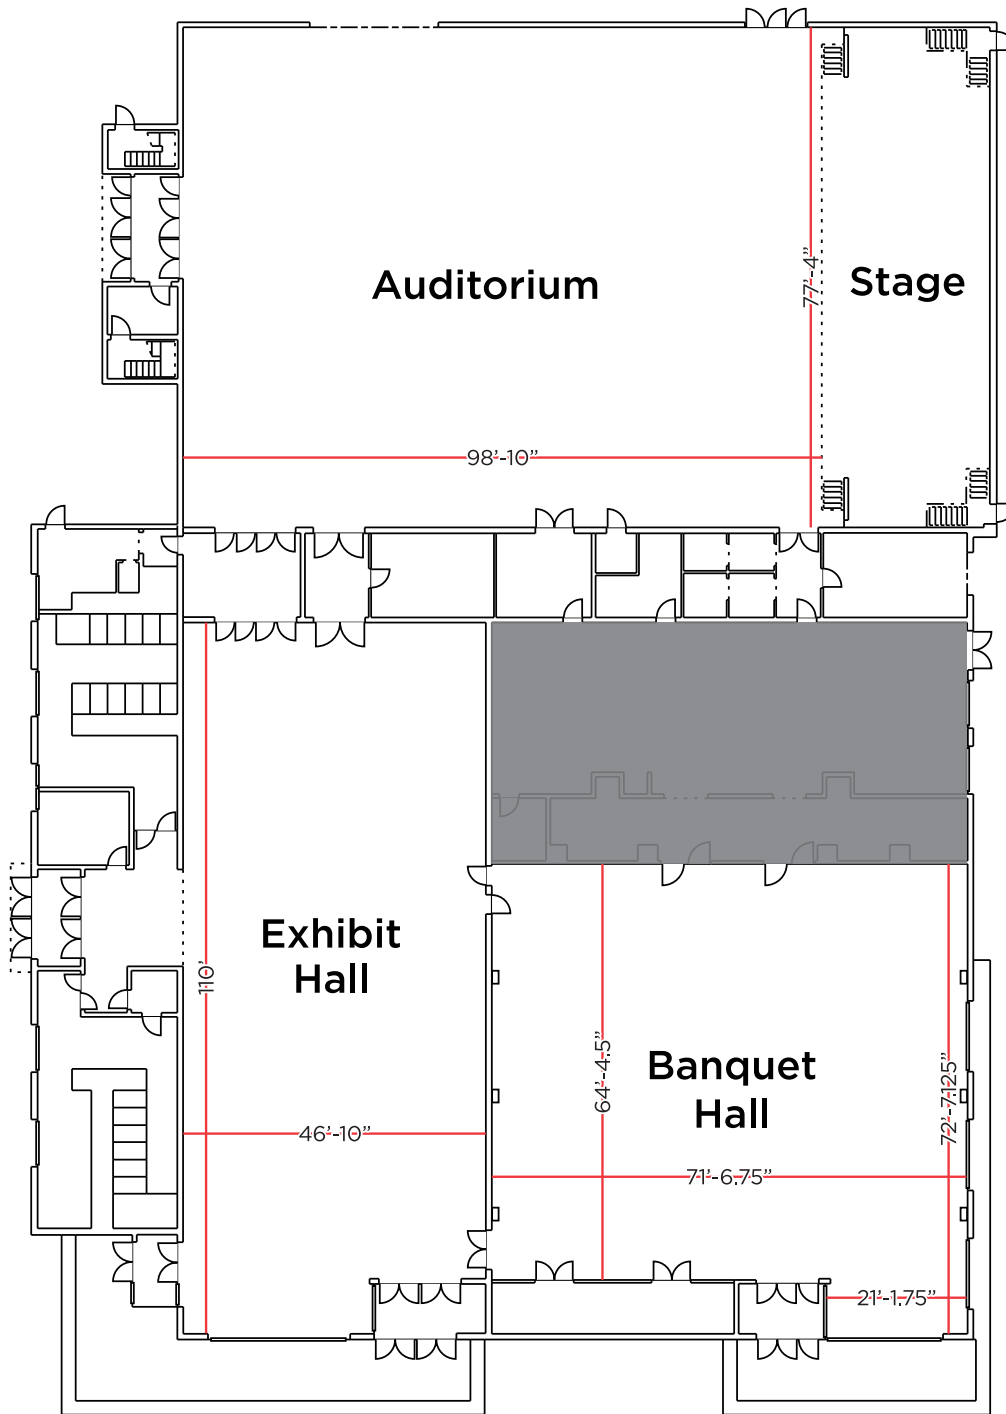 Auditorium
Stage
77’-4”
98’-10”
Exhibit
Hall
110’
46’-10”
Banquet
Hall
64’-4.5”
72’-7.125”
71’-6.75”
21’-1.75”